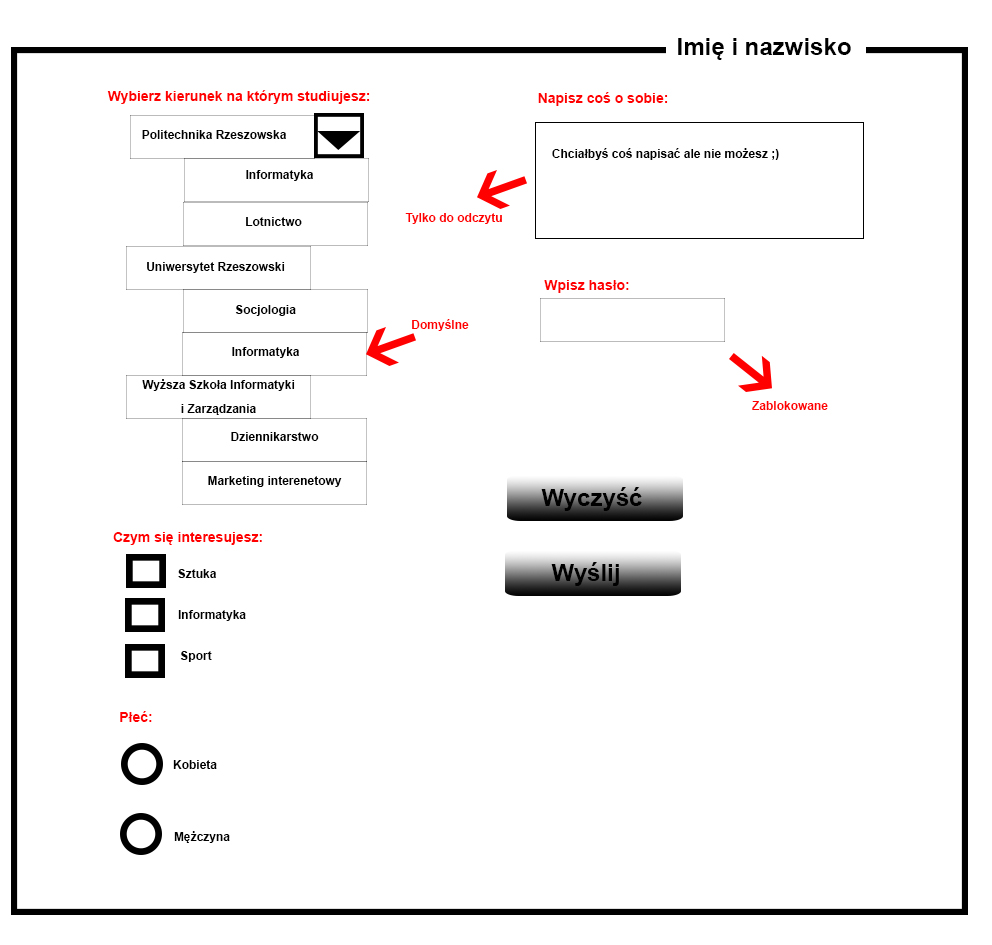 Imię i nazwisko
Wybierz kierunek na którym studiujesz:
Politechnika Rzeszowska
Informatyka
Lotnictwo
Uniwersytet Rzeszowski
Socjologia
Domyślne
Informatyka
Wyższa Szkoła Informatyki
i Zarządzania
Dziennikarstwo
Marketing interenetowy
Czym się interesujesz:
Sztuka
Informatyka
Sport
Płeć:
Kobieta
Mężczyna
Napisz coś o sobie:
Chciałbyś coś napisać ale nie możesz ;)
Tylko do odczytu
Wpisz hasło:
Zablokowane
Wyczyść
Wyślij